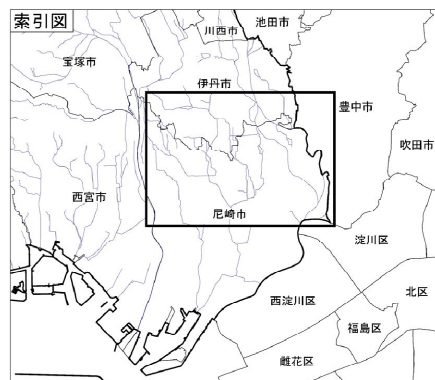 索引図
川西市
池田市
宝塚市
伊丹市
豊中市
吹田市
西宮市
尼崎市
淀川区
西淀川区
北区
福島区
此花区